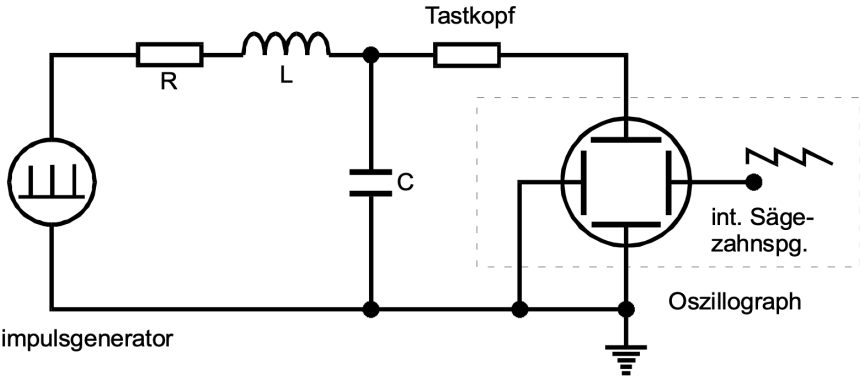 Tastkopf
R
L
C
int. Säge-
zahnspg.
Oszillograph
impulsgenerator